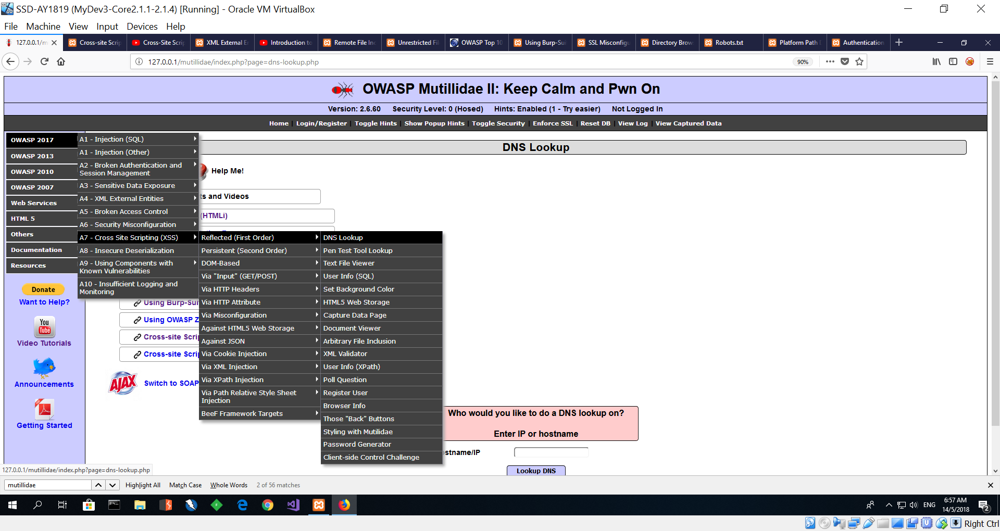 SSD-AY1819 (MyDev3-Core2.1.1-2.1.4) [Running] - Oracle VM VirtualBox
File Machine View Input Devices Help
127.0.0.1/m Cross-site Scrip Cross-Site Scrip XML External E Introduction to Remote File Inc Unrestricted Fil OWASP Top 10 Using Burp-Sui SSL Misconfigu Directory Brow Robots.txt Platform Path Authentication
127.0.0.1/mutillidae/index.php?page=dns-lookup.php 90%
OWASP Mutillidae II: Keep Calm and Pwn On
Version: 2.6.60 Security Level: 0 (Hosed) Hints: Enabled (1 - Try easier) Not Logged In
Home | Login/Register | Toggle Hints | Show Popup Hints | Toggle Security | Enforce SSL | Reset DB | View Log | View Captured Data
OWASP 2017
OWASP 2013
OWASP 2010
OWASP 2007
Web Services
HTML 5
Others
Documentation
Resources
Donate
Want to Help?
You
Tube
Video Tutorials
Announcements
Getting Started
A1 - Injection (SQL)
A1 - Injection (Other)
A2 - Broken Authentication and
Session Management
A3 - Sensitive Data Exposure
A4 - XML External Entities
A5 - Broken Access Control
A6 - Security Misconfiguration
A7 - Cross Site Scripting (XSS)
A8 - Insecure Deserialization
A9 - Using Components with
Known Vulnerabilities
A10 - Insufficient Logging and
Monitoring
Reflected (First Order)
Persistent (Second Order)
DOM-Based
Via "Input" (GET/POST)
Via HTTP Headers
Via HTTP Attribute
Via Misconfiguration
Against HTML5 Web Storage
Against JSON
Via Cookie Injection
Via XML Injection
Via XPath Injection
Via Path Relative Style Sheet
Injection
BeeF Framework Targets
DNS Lookup
Pen Test Tool Lookup
Text File Viewer
User Info (SQL)
Set Background Color
HTML5 Web Storage
Capture Data Page
Document Viewer
Arbitrary File Inclusion
XML Validator
User Info (XPath)
Poll Question
Register User
Browser Info
Those "Back" Buttons
Styling with Mutilidae
Password Generator
Client-side Control Challenge
DNS Lookup
Help Me!
ts and Videos
(HTMLi)
Using Burp-Sui
Using OWASP Z
Cross-site Scrip
Cross-site Scrip
AJAX
Switch to SOAP
Who would you like to do a DNS lookup on?
Enter IP or hostname
stname/IP
Lookup DNS
127.0.0.1/mutillidae/index.php?page=dns-lookup.php
mutillidae Highlight All Match Case Whole Words 2 of 56 matches
ENG 6:57 AM
14/5/2018 2
Right Ctrl